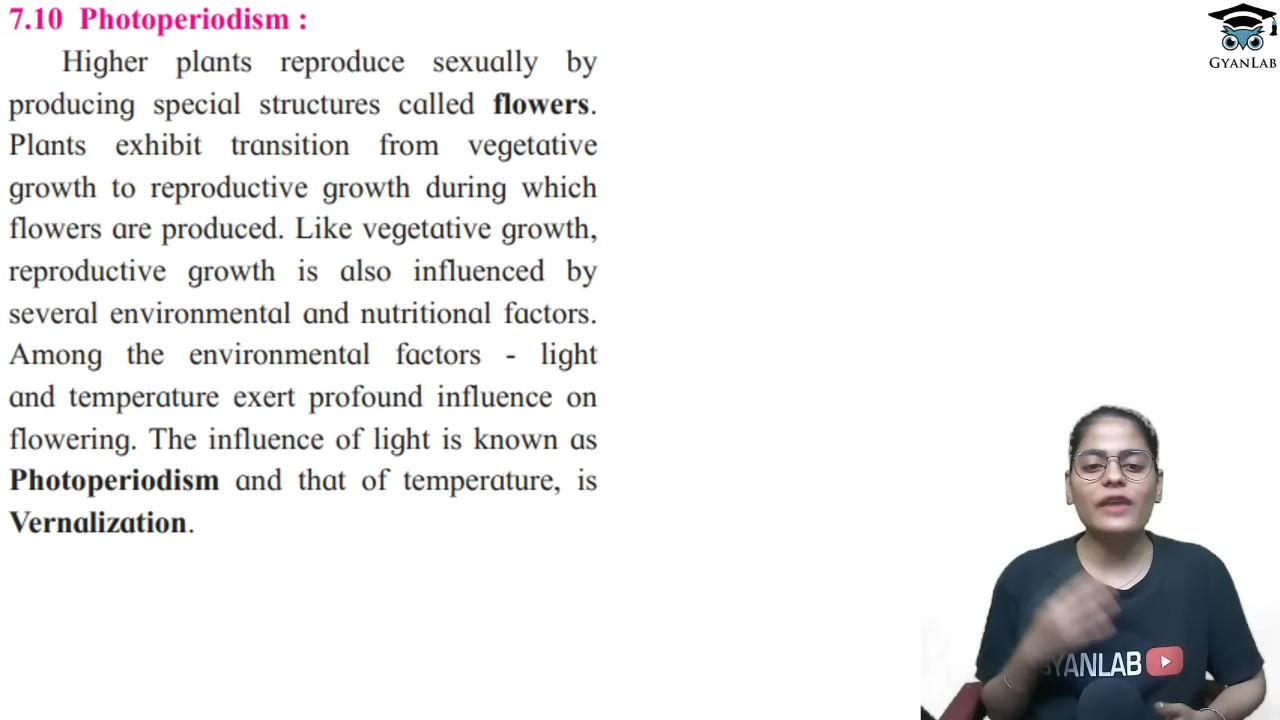 7.10 Photoperiodism :
Higher plants reproduce sexually by
producing special structures called flowers.
Plants exhibit transition from vegetative
growth to reproductive growth during which
flowers are produced. Like vegetative growth,
reproductive growth is also influenced by
several environmental and nutritional factors.
Among the environmental factors - light
and temperature exert profound influence on
flowering. The influence of light is known as
Photoperiodism and that of temperature, is
Vernalization.
GYANLAB
GYANLAB